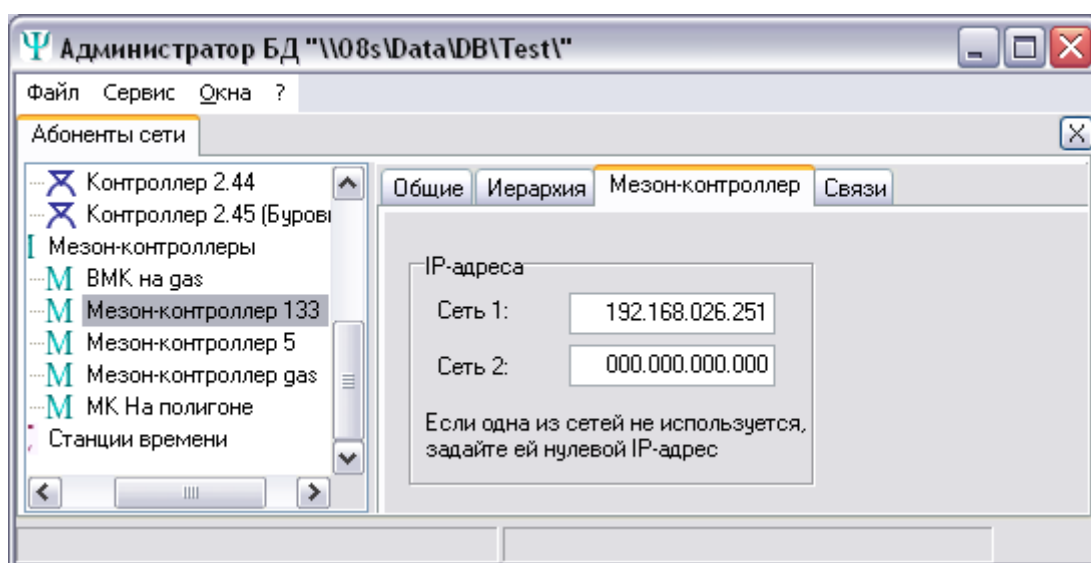 Ψ Администратор БД "\\08s\Data\DB\Test\"
Файл Сервис Окна ?
Абоненты сети
Контроллер 2.44
Контроллер 2.45 (Буров
Мезон-контроллеры
М ВМК на gas
М Мезон-контроллер 133
М Мезон-контроллер 5
М Мезон-контроллер gas
М МК На полигоне
Станции времени
Общие Иерархия Мезон-контроллер Связи
IP-адреса
Сеть 1: 192.168.026.251
Сеть 2: 000.000.000.000
Если одна из сетей не используется,
задайте ей нулевой IP-адрес